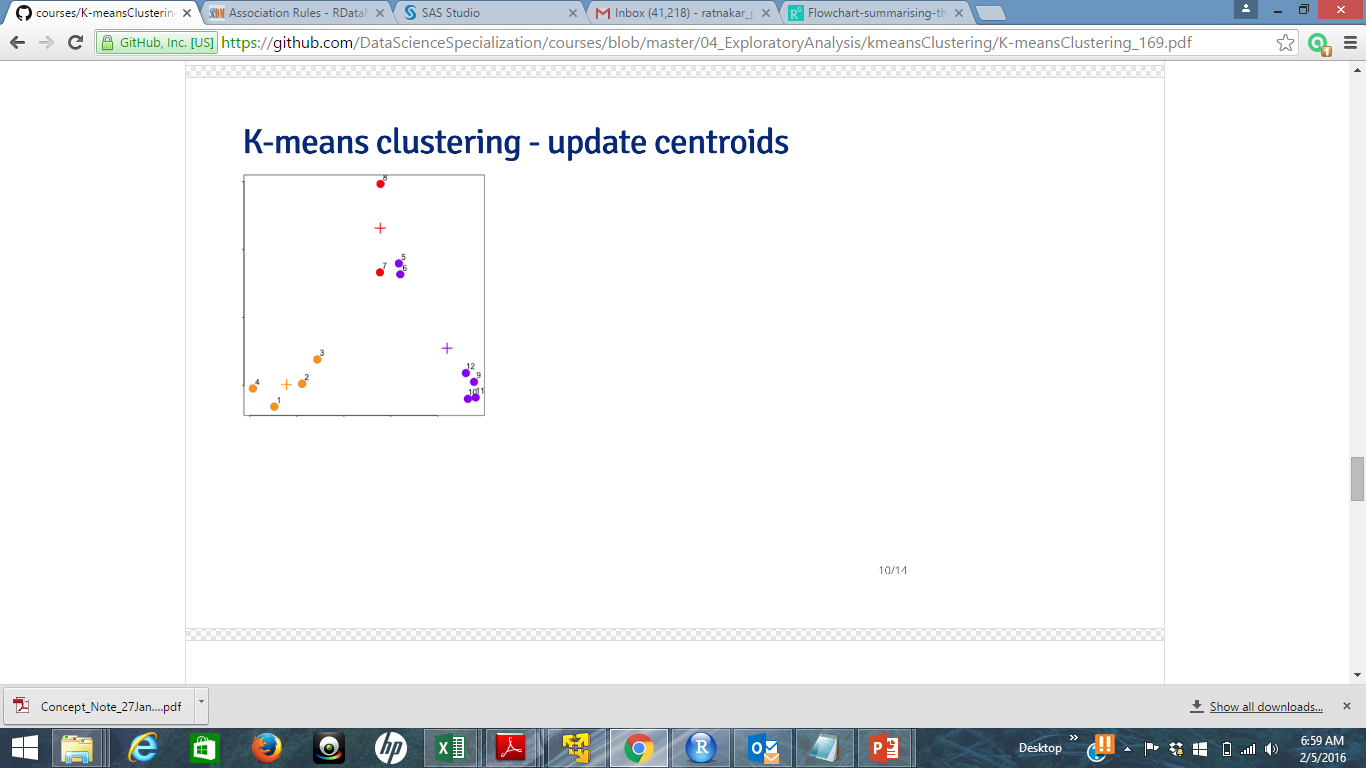 courses/K-meansClusterin
Association Rules - RDataM
SAS Studio
Inbox (41,218) - ratnakar_p
Flowchart-summarising-th
GitHub, Inc. [US]
https://github.com/DataScienceSpecialization/courses/blob/master/04_ExploratoryAnalysis/kmeansClustering/K-meansClustering_169.pdf
K-means clustering - update centroids
8
5
7
6
3
12
4
2
9
1
10
11
10/14
Concept_Note_27Jan....pdf
Show all downloads...
Desktop
6:59 AM
2/5/2016